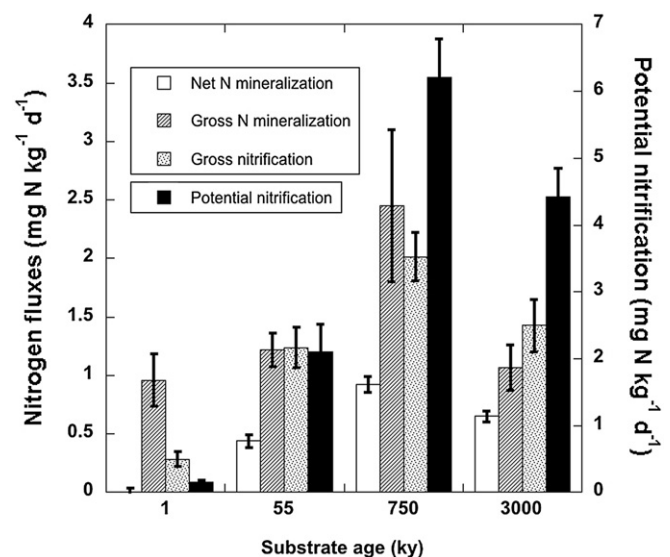 Nitrogen fluxes (mg N kg⁻¹ d⁻¹)
4
3.5
3
2.5
2
1.5
1
0.5
0
Net N mineralization
Gross N mineralization
Gross nitrification
Potential nitrification
7
6
5
4
3
2
1
0
Potential nitrification (mg N kg⁻¹ d⁻¹)
1 55 750 3000
Substrate age (ky)